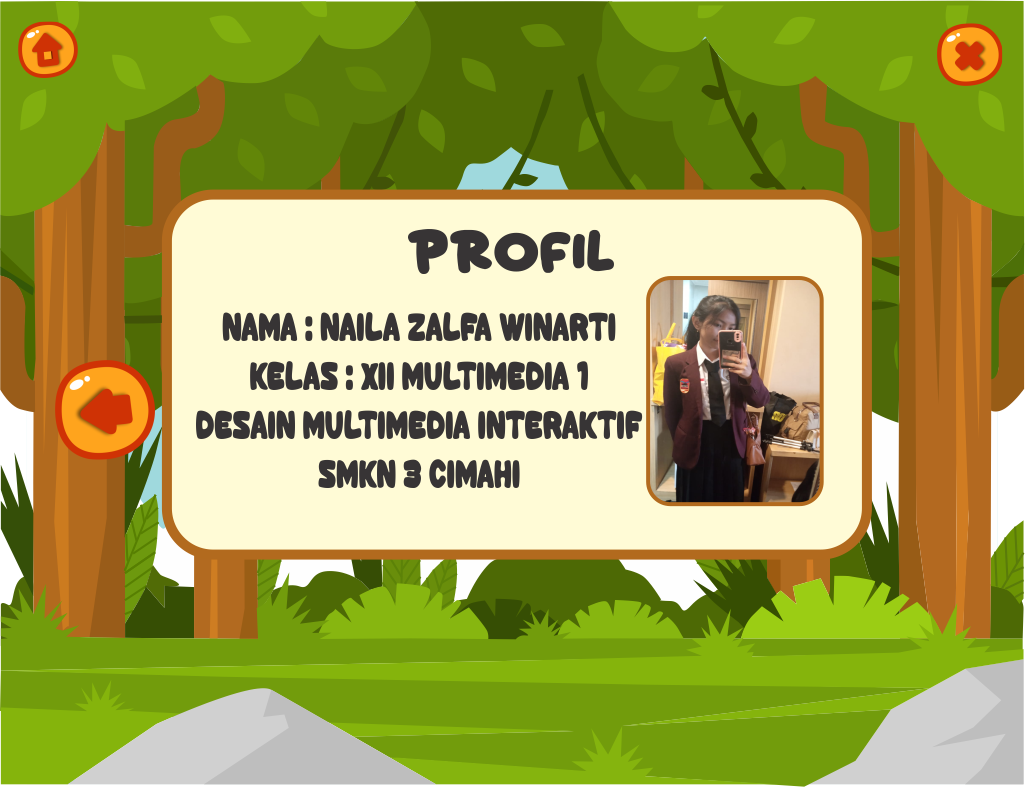 PROFIL
NAMA : NAILA ZALFA WINARTI
KELAS : XII MULTIMEDIA 1
DESAIN MULTIMEDIA INTERAKTIF
SMKN 3 CIMAHI